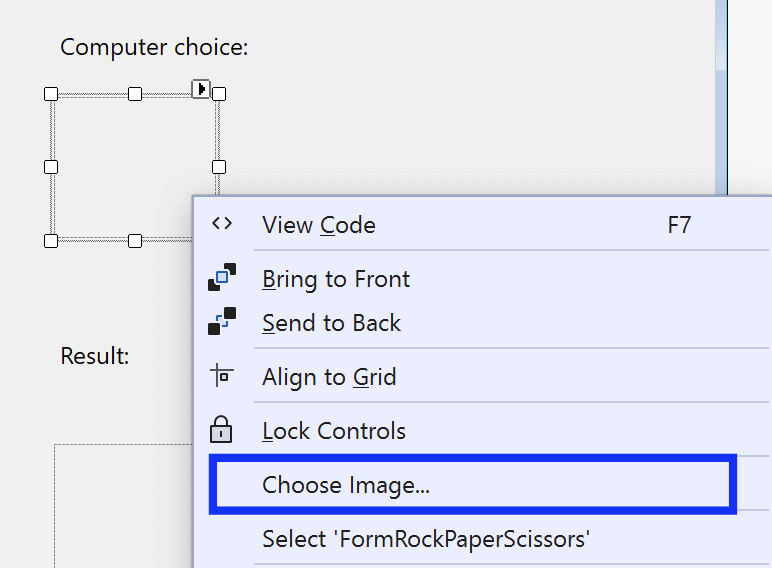 Computer choice:
View Code F7
Bring to Front
Send to Back
Result:
Align to Grid
Lock Controls
Choose Image...
Select 'FormRockPaperScissors'